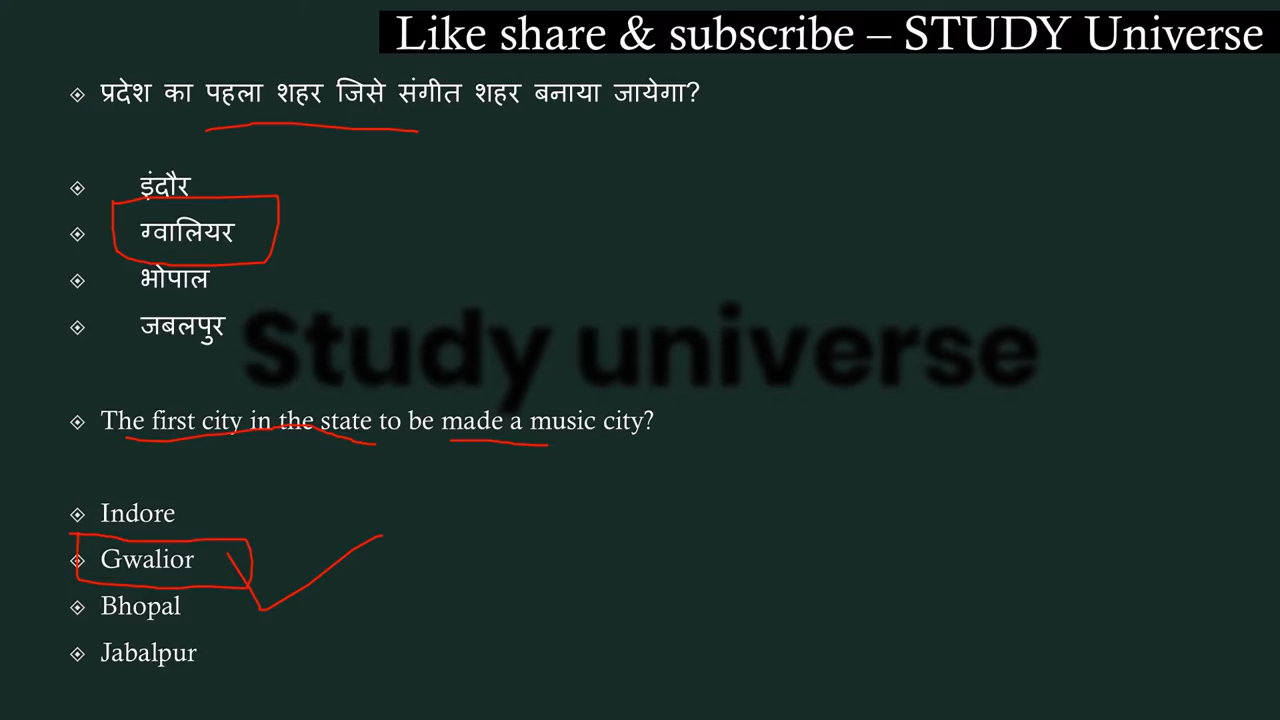 Like share & subscribe – STUDY Universe
प्रदेश का पहला शहर जिसे संगीत शहर बनाया जायेगा?
इंदौर
ग्वालियर
भोपाल
जबलपुर
Study universe
The first city in the state to be made a music city?
Indore
Gwalior
Bhopal
Jabalpur